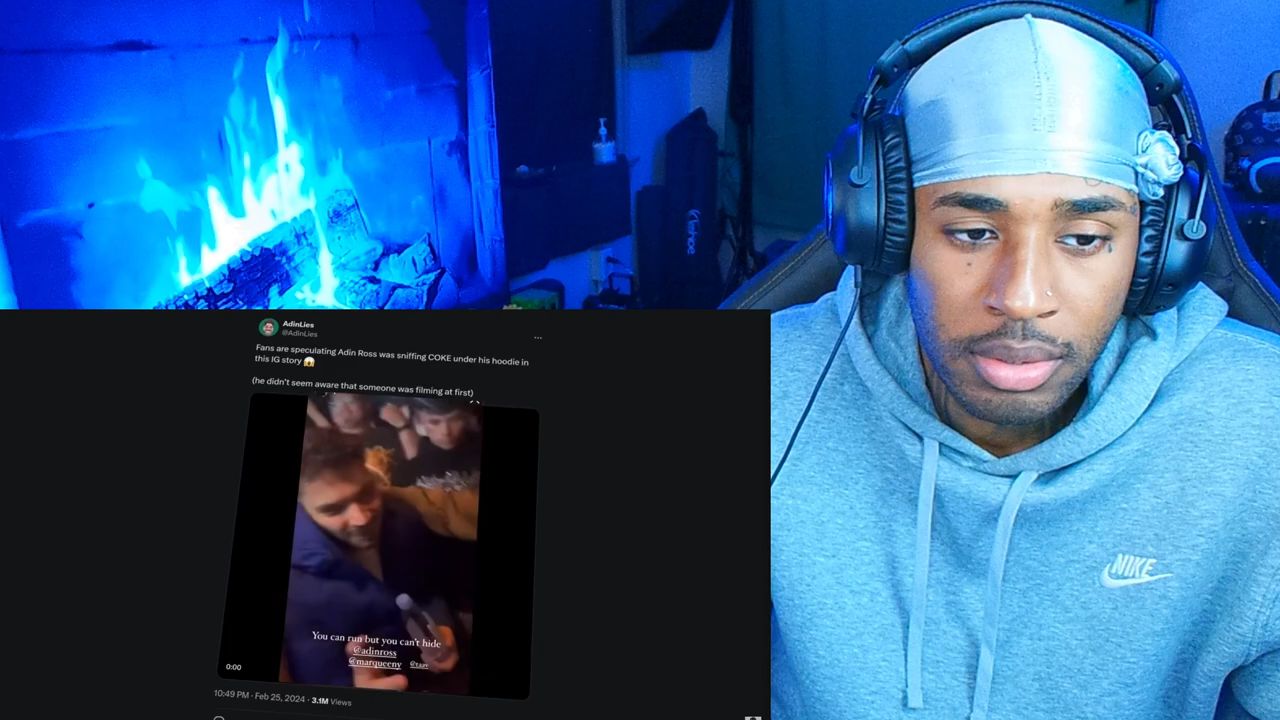 AdinLies
@AdinLies
Fans are speculating Adin Ross was sniffing COKE under his hoodie in
this IG story 😱
(he didn't seem aware that someone was filming at first)
You can run but you can't hide
@adinross
@marqueeny
0:00
10:49 PM · Feb 25, 2024 · 3.1M Views
NIKE